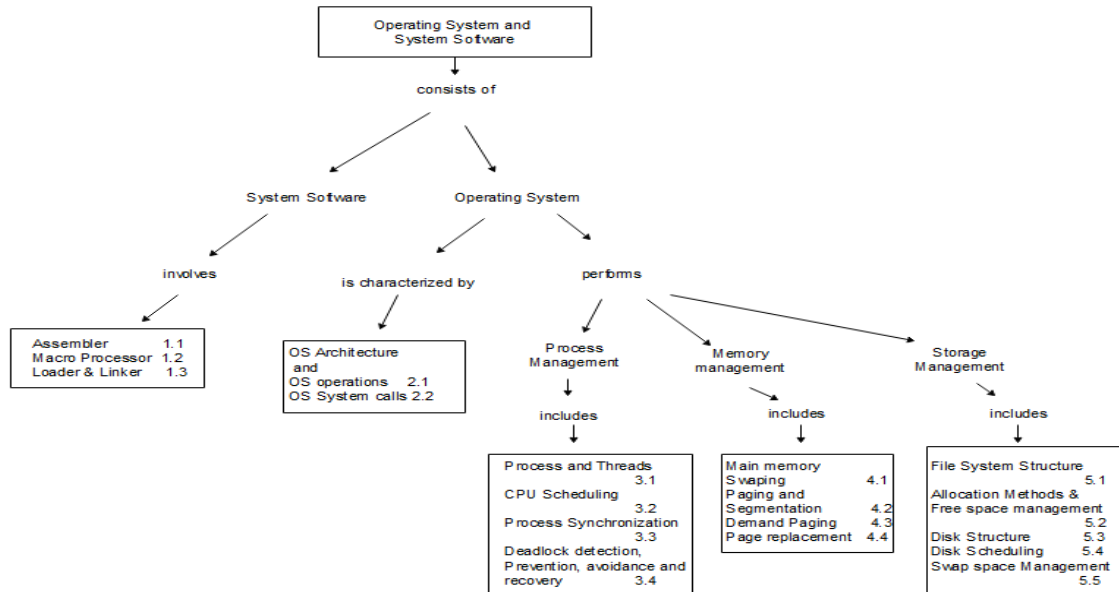 Operating System and
System Software
consists of
System Software
Operating System
involves
is characterized by
performs
Assembler 1.1
Macro Processor 1.2
Loader & Linker 1.3
OS Architecture
and
OS operations 2.1
OS System calls 2.2
Process
Management
Memory
management
Storage
Management
includes
includes
includes
Process and Threads
3.1
CPU Scheduling
3.2
Process Synchronization
3.3
Deadlock detection,
Prevention, avoidance and
recovery 3.4
Main memory
Swaping 4.1
Paging and
Segmentation 4.2
Demand Paging 4.3
Page replacement 4.4
File System Structure
5.1
Allocation Methods &
Free space management
5.2
Disk Structure 5.3
Disk Scheduling 5.4
Swap space Management
5.5